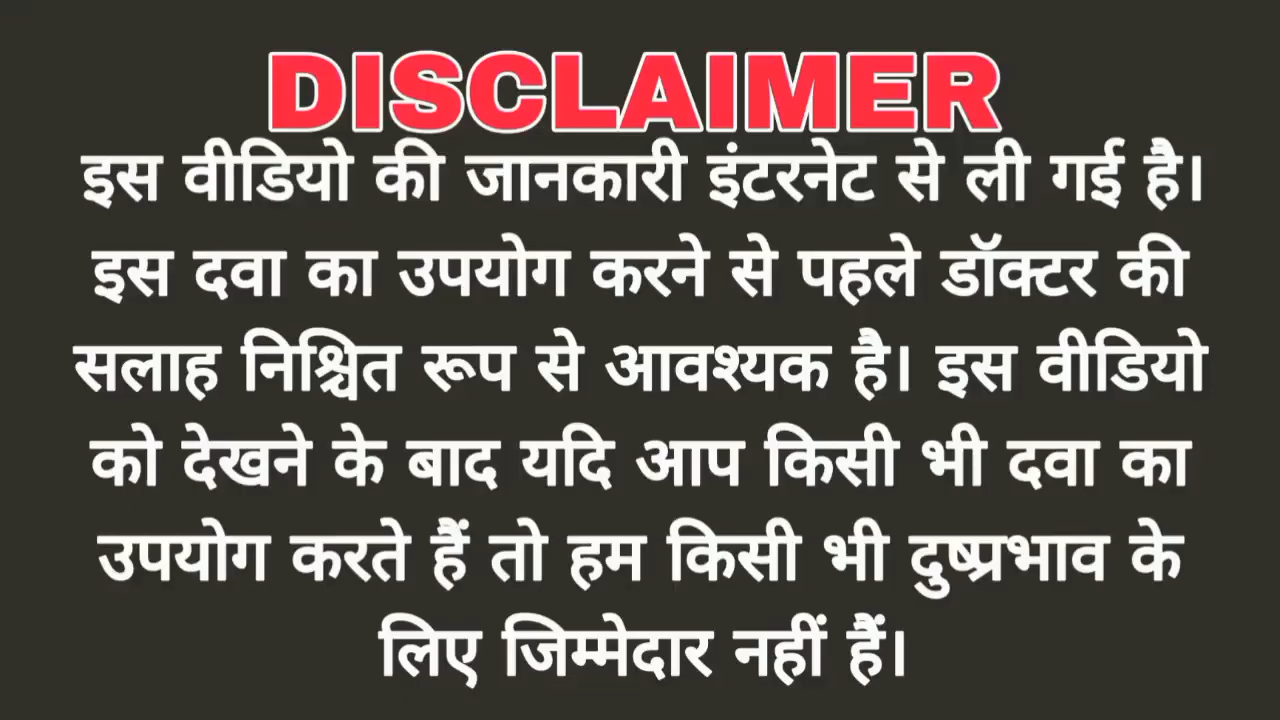 DISCLAIMER
इस वीडियो की जानकारी इंटरनेट से ली गई है।
इस दवा का उपयोग करने से पहले डॉक्टर की
सलाह निश्चित रूप से आवश्यक है। इस वीडियो
को देखने के बाद यदि आप किसी भी दवा का
उपयोग करते हैं तो हम किसी भी दुष्प्रभाव के
लिए जिम्मेदार नहीं हैं।